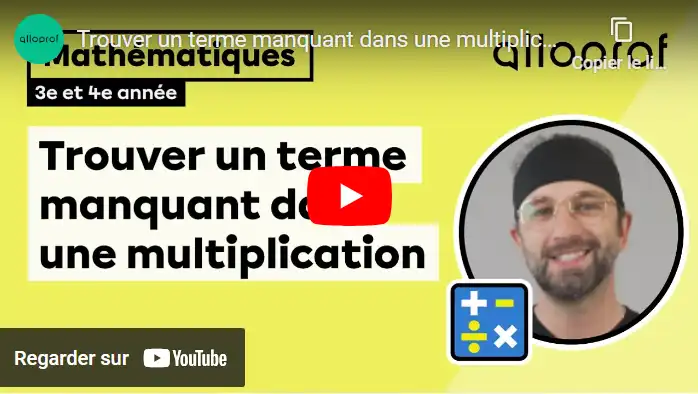 alloprof
Trouver un terme manquant dans une multiplic...
Copier le li...
Mathématiques
alloprof
3e et 4e année
Trouver un terme
manquant da
une multiplication
Regarder sur YouTube